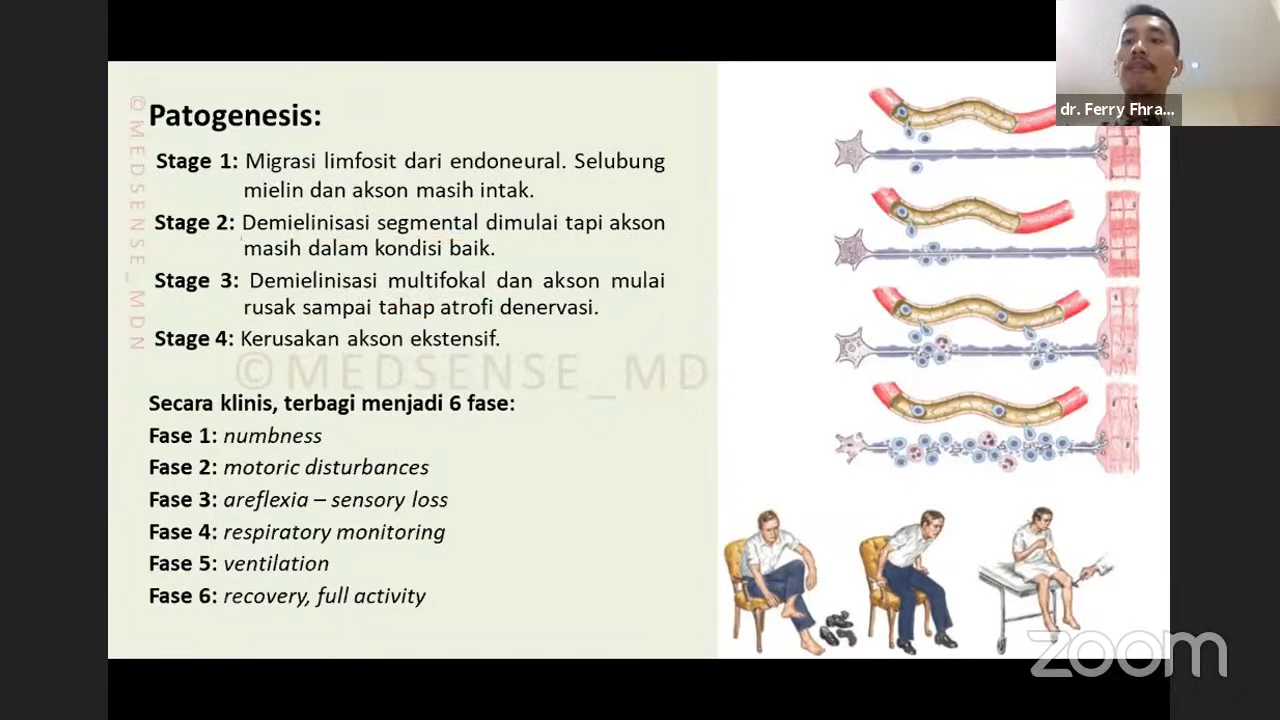 dr. Ferry Fhra...
©MEDSENSE_MDN
Patogenesis:
Stage 1: Migrasi limfosit dari endoneural. Selubung
mielin dan akson masih intak.
Stage 2: Demielinisasi segmental dimulai tapi akson
masih dalam kondisi baik.
Stage 3: Demielinisasi multifokal dan akson mulai
rusak sampai tahap atrofi denervasi.
Stage 4: Kerusakan akson ekstensif.
©MEDSENSE_MD
Secara klinis, terbagi menjadi 6 fase:
Fase 1: numbness
Fase 2: motoric disturbances
Fase 3: areflexia – sensory loss
Fase 4: respiratory monitoring
Fase 5: ventilation
Fase 6: recovery, full activity
zoom